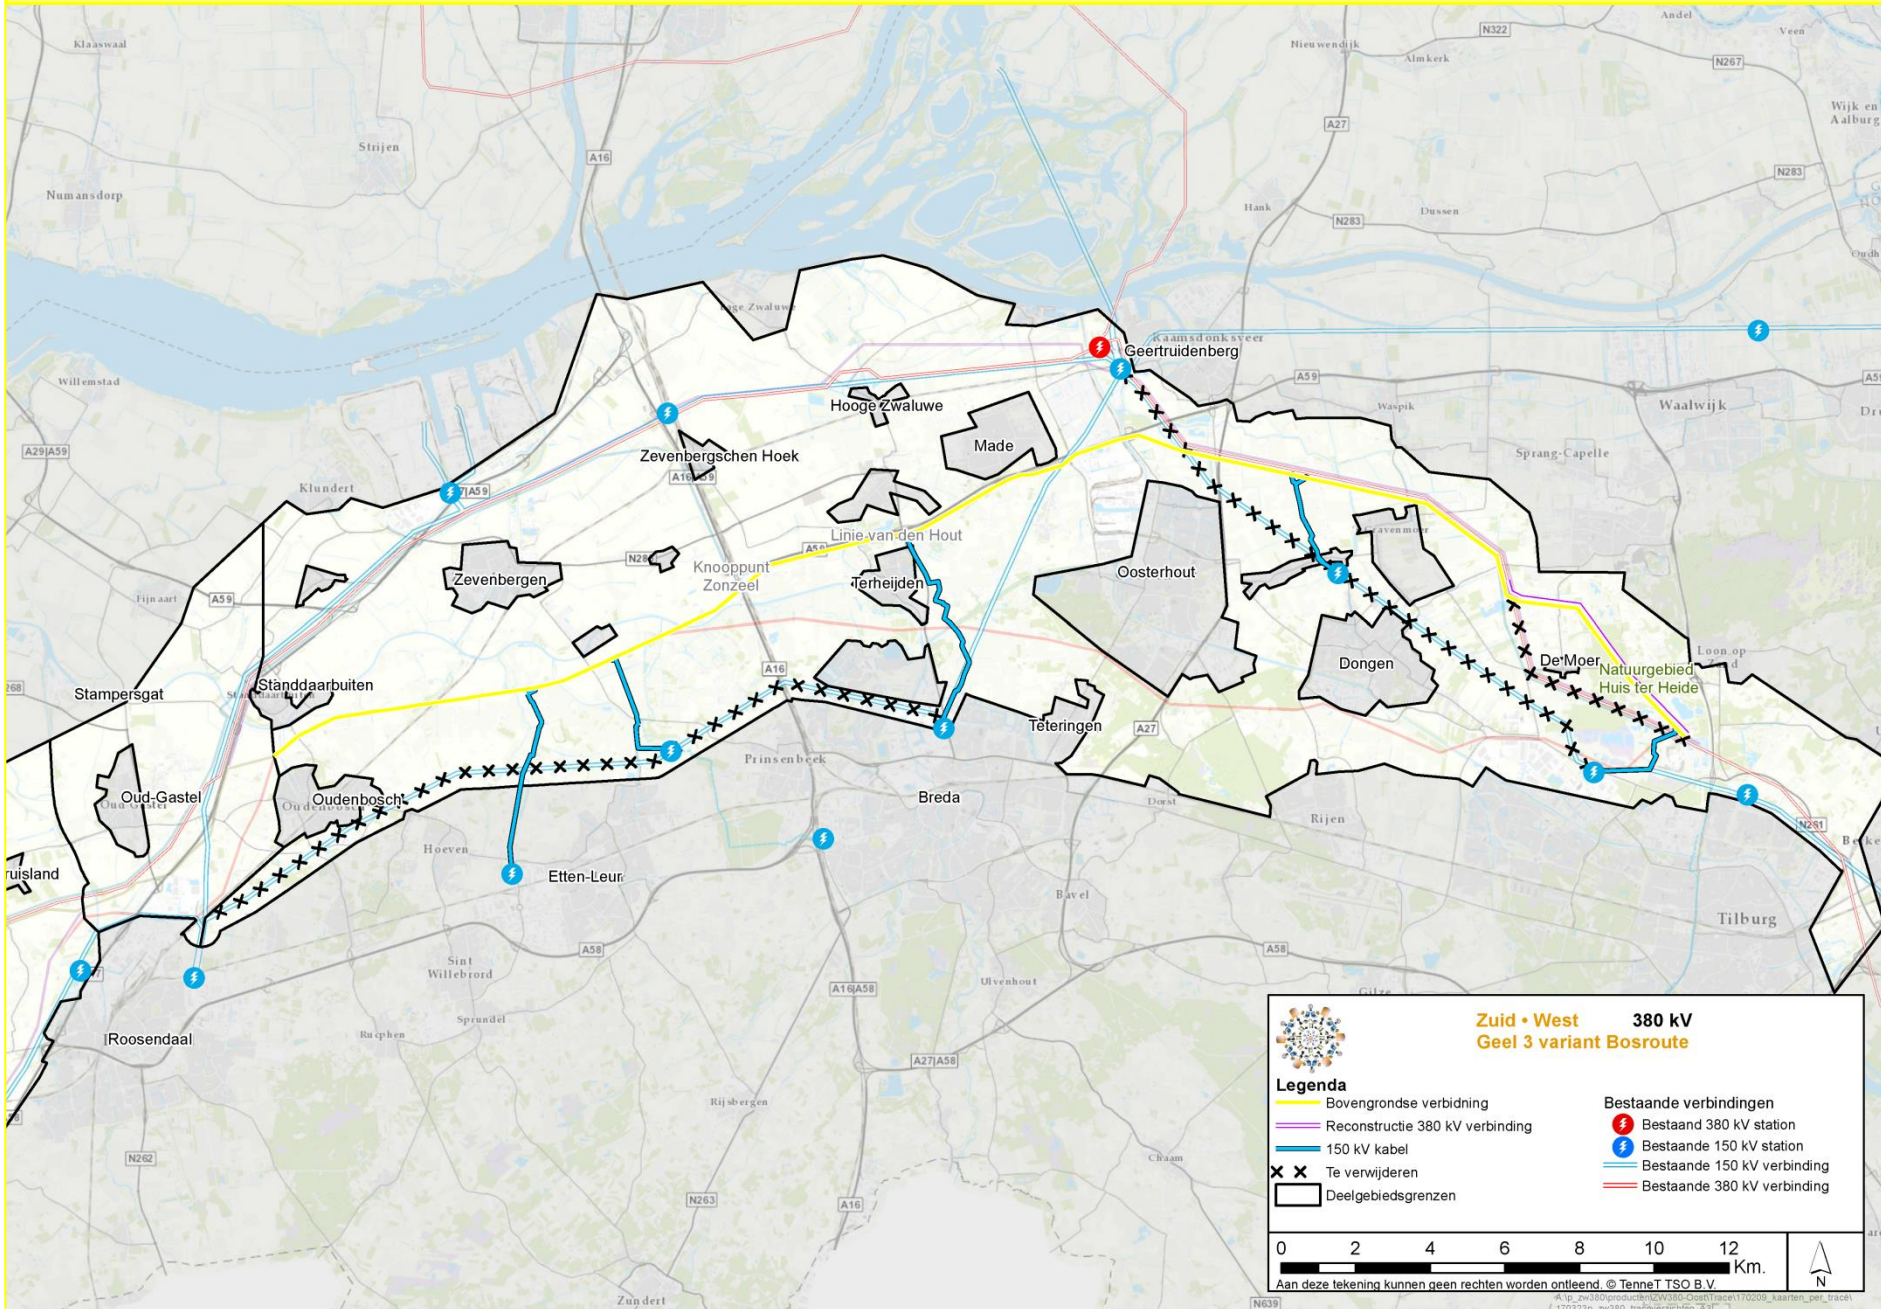 Klaaswaal
Andel
Veen
N322
Nieuwendijk
Almkerk
N267
Wijk en
Aalburg
A27
A16
Strijen
N283
Numansdorp
Hank
Dussen
N283
Lage Zwaluwe
Geertruidenberg
Raamsdonksveer
Willemstad
A59
Waspik
Waalwijk
Hooge Zwaluwe
Made
Zevenbergschen Hoek
A29|A59
Klundert
Sprang-Capelle
Linie van den Hout
Knooppunt
Zonzeel
Zevenbergen
Terheijden
Oosterhout
Fijnaart
A59
Dongen
De Moer
Natuurgebied
Huis ter Heide
Loon op
Zand
Stampersgat
Standdaarbuiten
A16
Teteringen
A27
Prinsenbeek
Oud-Gastel
Oudenbosch
Breda
Dorst
Rijen
N261
Hoeven
Etten-Leur
ruisland
Bavel
Tilburg
A58
A58
Sint
Willebrord
Ulvenhout
Gilze
A16|A58
Sprundel
Rucphen
Roosendaal
A27|A58
Rijsbergen
N262
Chaam
N263
A16
Zundert
N639
Zuid • West 380 kV
Geel 3 variant Bosroute
Legenda
Bovengrondse verbidning
Reconstructie 380 kV verbinding
150 kV kabel
Te verwijderen
Deelgebiedsgrenzen
Bestaande verbindingen
Bestaand 380 kV station
Bestaande 150 kV station
Bestaande 150 kV verbinding
Bestaande 380 kV verbinding
0 2 4 6 8 10 12
Km.
N
Aan deze tekening kunnen geen rechten worden ontleend. © TenneT TSO B.V.